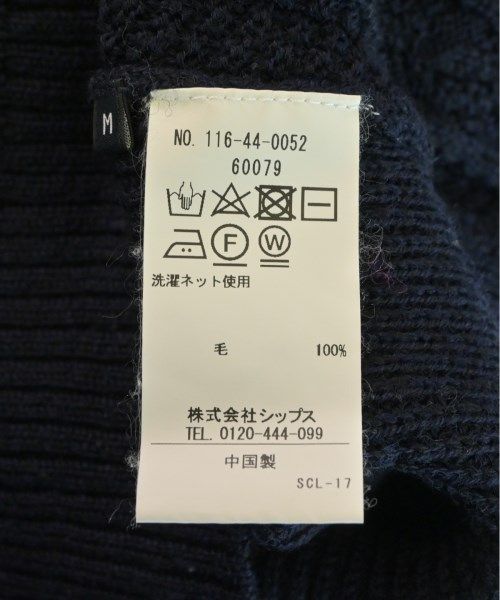 M
NO. 116-44-0052
60079
F W
洗濯ネット使用
毛 100%
株式会社シップス
TEL. 0120-444-099
中国製
SCL-17